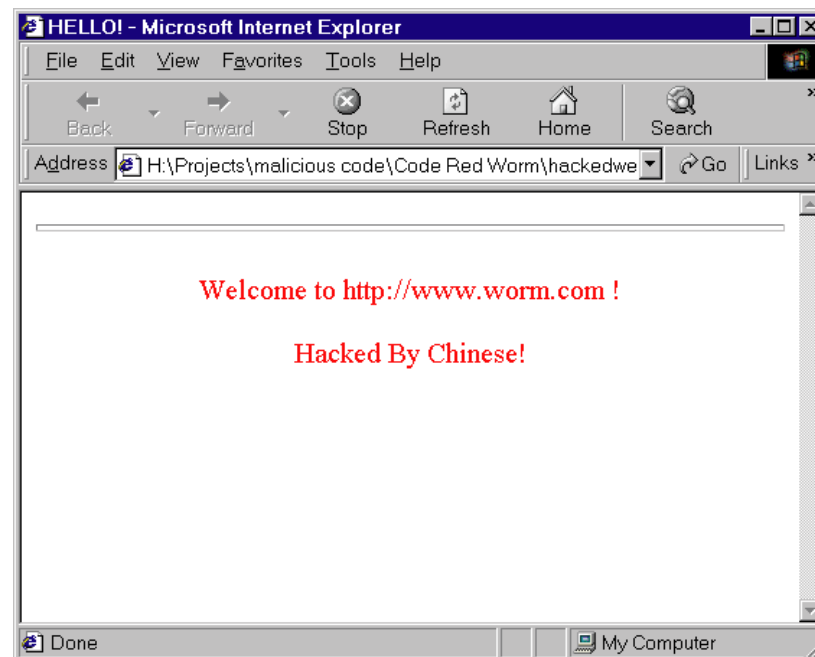 HELLO! - Microsoft Internet Explorer
File Edit View Favorites Tools Help
Back Forward Stop Refresh Home Search »
Address H:\Projects\malicious code\Code Red Worm\hackedwe Go Links »
Welcome to http://www.worm.com !
Hacked By Chinese!
Done My Computer